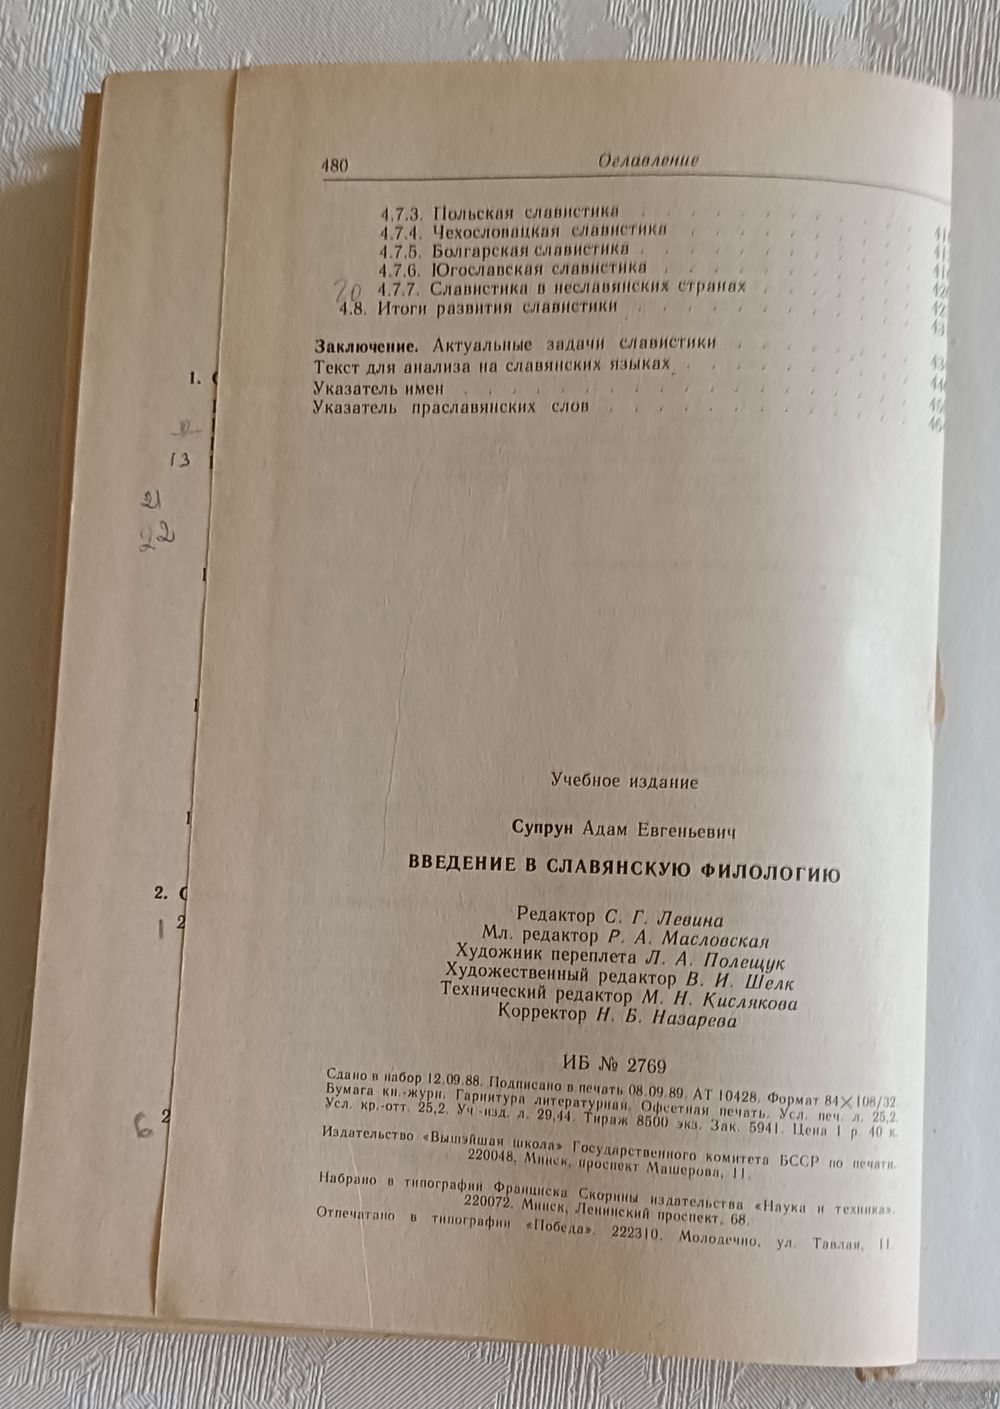 480 Оглавление
4.7.3. Польская славистика
4.7.4. Чехословацкая славистика
4.7.5. Болгарская славистика
4.7.6. Югославская славистика
4.7.7. Славистика в неславянских странах
20
4.8. Итоги развития славистики
Заключение. Актуальные задачи славистики
Текст для анализа на славянских языках
Указатель имен
Указатель праславянских слов
1. С
13
21
22
2. С
1 2
6 2
Учебное издание
Супрун Адам Евгеньевич
ВВЕДЕНИЕ В СЛАВЯНСКУЮ ФИЛОЛОГИЮ
Редактор С. Г. Левина
Мл. редактор Р. А. Масловская
Художник переплета Л. А. Полещук
Художественный редактор В. И. Шелк
Технический редактор М. Н. Кислякова
Корректор Н. Б. Назарева
ИБ № 2769
Сдано в набор 12.09.88. Подписано в печать 08.09.89. АТ 10428. Формат 84×108/32.
Бумага кн.-журн. Гарнитура литературная. Офсетная печать. Усл. печ. л. 25,2.
Усл. кр.-отт. 25,2. Уч.-изд. л. 29,44. Тираж 8500 экз. Зак. 5941. Цена 1 р. 40 к.
Издательство «Вышэйшая школа» Государственного комитета БССР по печати.
220048, Минск, проспект Машерова, 11.
Набрано в типографии Франциска Скорины издательства «Наука и техника».
220072. Минск, Ленинский проспект, 68.
Отпечатано в типографии «Победа». 222310. Молодечно, ул. Тавлая, 11.